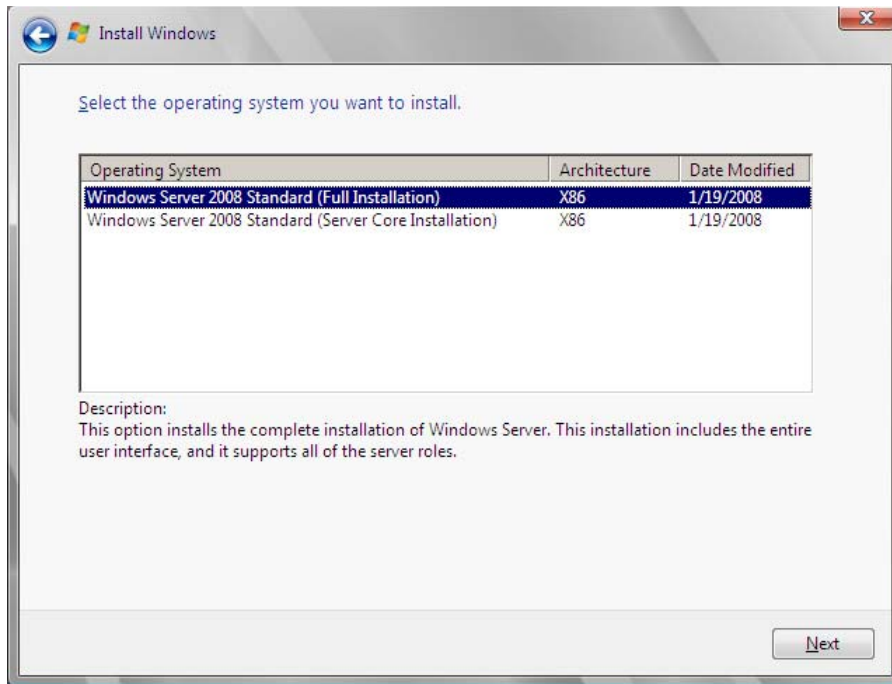 Install Windows
Select the operating system you want to install.
Operating System Architecture Date Modified
Windows Server 2008 Standard (Full Installation) X86 1/19/2008
Windows Server 2008 Standard (Server Core Installation) X86 1/19/2008
Description:
This option installs the complete installation of Windows Server. This installation includes the entire
user interface, and it supports all of the server roles.
Next